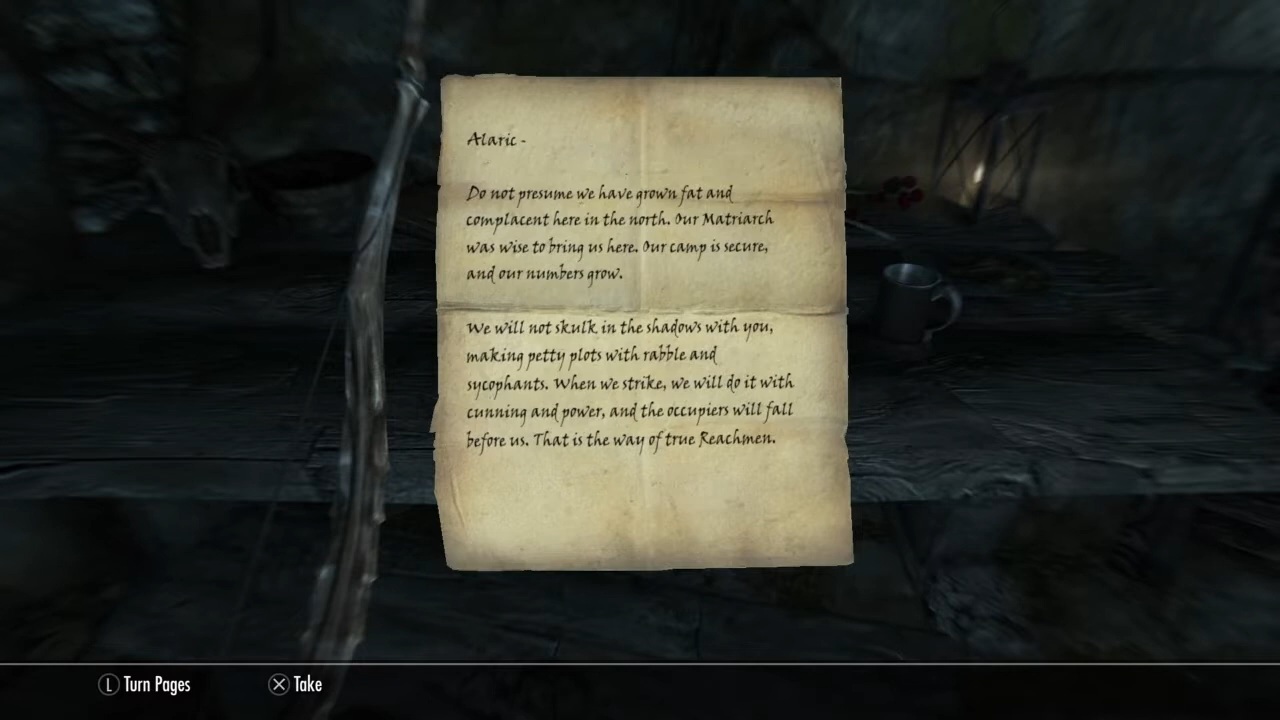 Alaric -
Do not presume we have grown fat and
complacent here in the north. Our Matriarch
was wise to bring us here. Our camp is secure,
and our numbers grow.
We will not skulk in the shadows with you,
making petty plots with rabble and
sycophants. When we strike, we will do it with
cunning and power, and the occupiers will fall
before us. That is the way of true Reachmen.
L Turn Pages X Take